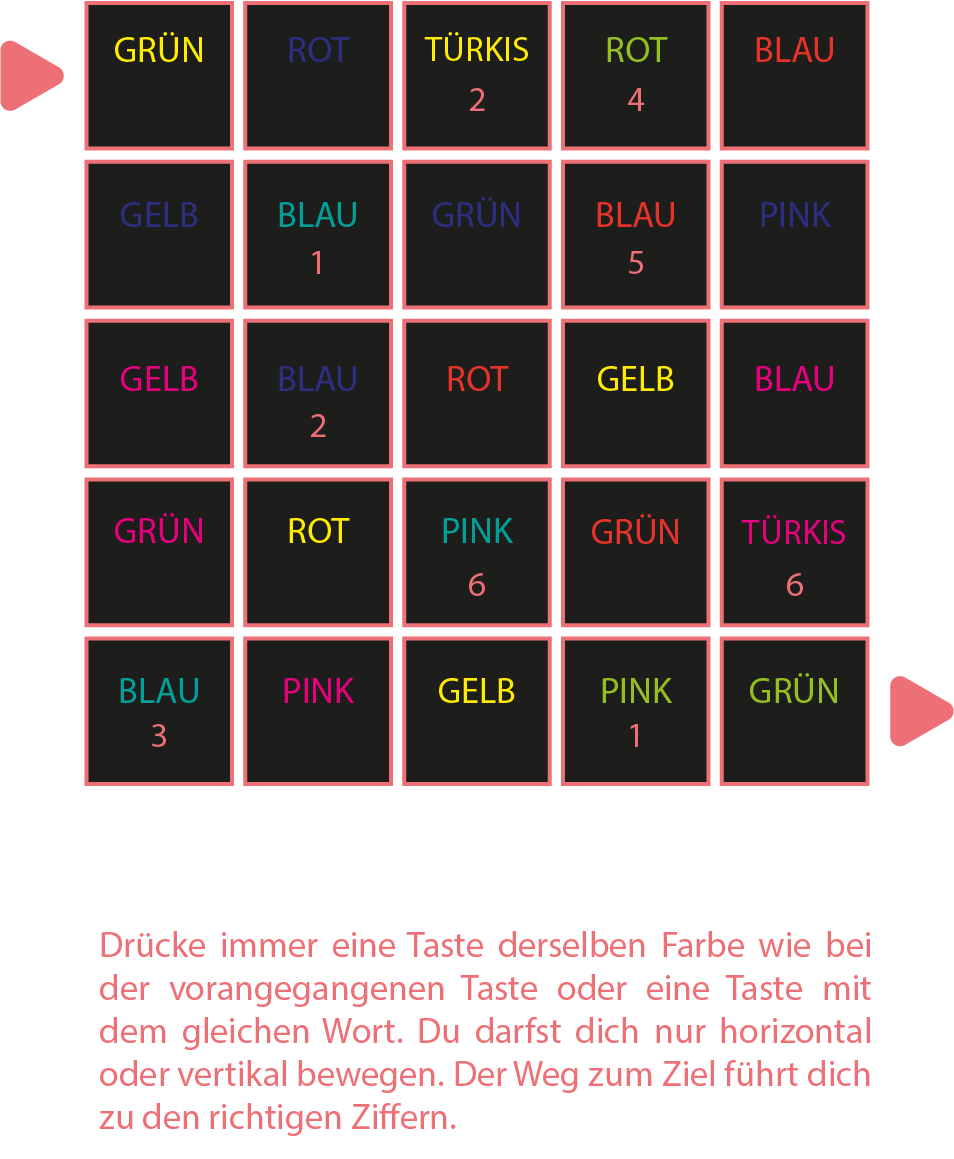 GRÜN ROT TÜRKIS ROT BLAU
2 4
GELB BLAU GRÜN BLAU PINK
1 5
GELB BLAU ROT GELB BLAU
2
GRÜN ROT PINK GRÜN TÜRKIS
6 6
BLAU PINK GELB PINK GRÜN
3 1
Drücke immer eine Taste derselben Farbe wie bei
der vorangegangenen Taste oder eine Taste mit
dem gleichen Wort. Du darfst dich nur horizontal
oder vertikal bewegen. Der Weg zum Ziel führt dich
zu den richtigen Ziffern.